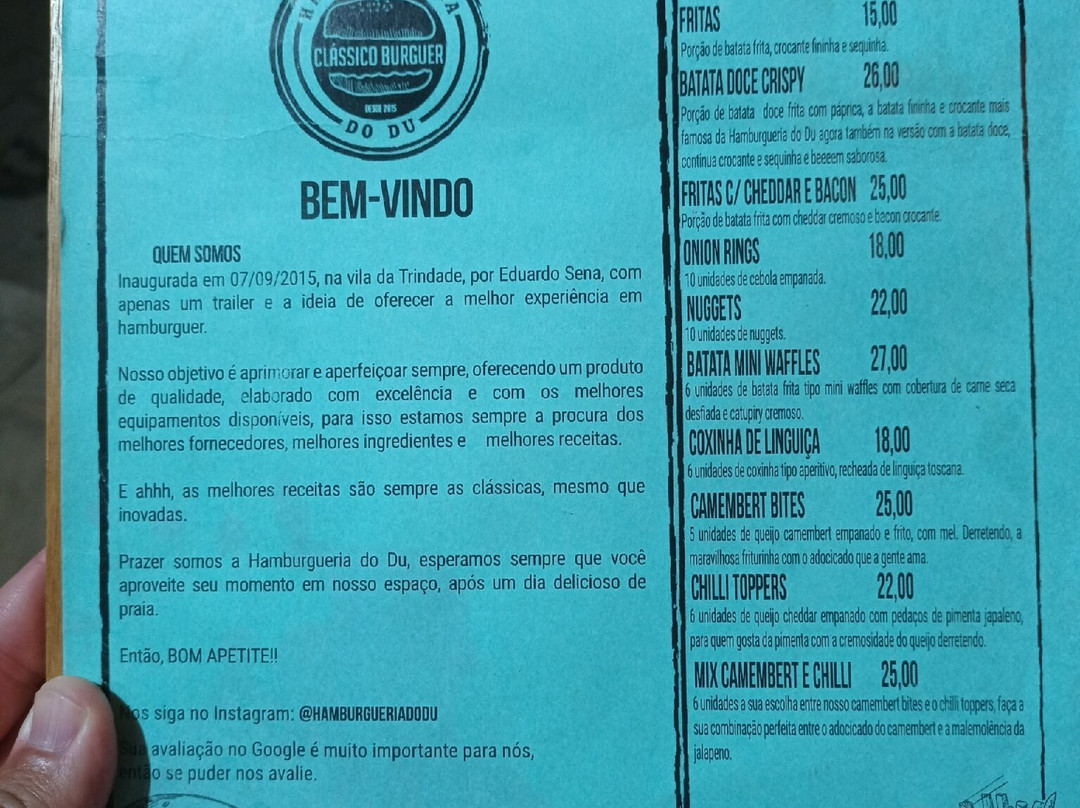 CLÁSSICO BURGUER
DESDE 2015
DO DU
BEM-VINDO
QUEM SOMOS
Inaugurada em 07/09/2015, na vila da Trindade, por Eduardo Sena, com
apenas um trailer e a ideia de oferecer a melhor experiência em
hamburguer.
Nosso objetivo é aprimorar e aperfeiçoar sempre, oferecendo um produto
de qualidade, elaborado com excelência e com os melhores
equipamentos disponíveis, para isso estamos sempre a procura dos
melhores fornecedores, melhores ingredientes e melhores receitas.
E ahhh, as melhores receitas são sempre as clássicas, mesmo que
inovadas.
Prazer somos a Hamburgueria do Du, esperamos sempre que você
aproveite seu momento em nosso espaço, após um dia delicioso de
praia.
Então, BOM APETITE!!
Nos siga no Instagram: @HAMBURGUERIADODU
Sua avaliação no Google é muito importante para nós,
então se puder nos avalie.
FRITAS 15,00
Porção de batata frita, crocante fininha e sequinha.
BATATA DOCE CRISPY 26,00
Porção de batata doce frita com páprica, a batata fininha e crocante mais
famosa da Hamburgueria do Du agora também na versão com a batata doce,
continua crocante e sequinha e beeeem saborosa.
FRITAS C/ CHEDDAR E BACON 25,00
Porção de batata frita com cheddar cremoso e bacon crocante.
ONION RINGS 18,00
10 unidades de cebola empanada.
NUGGETS 22,00
10 unidades de nuggets.
BATATA MINI WAFFLES 27,00
6 unidades de batata frita tipo mini waffles com cobertura de carne seca
desfiada e catupiry cremoso.
COXINHA DE LINGUIÇA 18,00
6 unidades de coxinha tipo aperitivo, recheada de linguiça toscana.
CAMEMBERT BITES 25,00
5 unidades de queijo camembert empanado e frito, com mel. Derretendo, a
maravilhosa friturinha com o adocicado que a gente ama.
CHILLI TOPPERS 22,00
6 unidades de queijo cheddar empanado com pedaços de pimenta japaleno,
para quem gosta da pimenta com a cremosidade do queijo derretendo.
MIX CAMEMBERT E CHILLI 25,00
6 unidades a sua escolha entre nosso camembert bites e o chilli toppers, faça a
sua combinação perfeita entre o adocicado do camembert e a malemolência da
jalapeno.